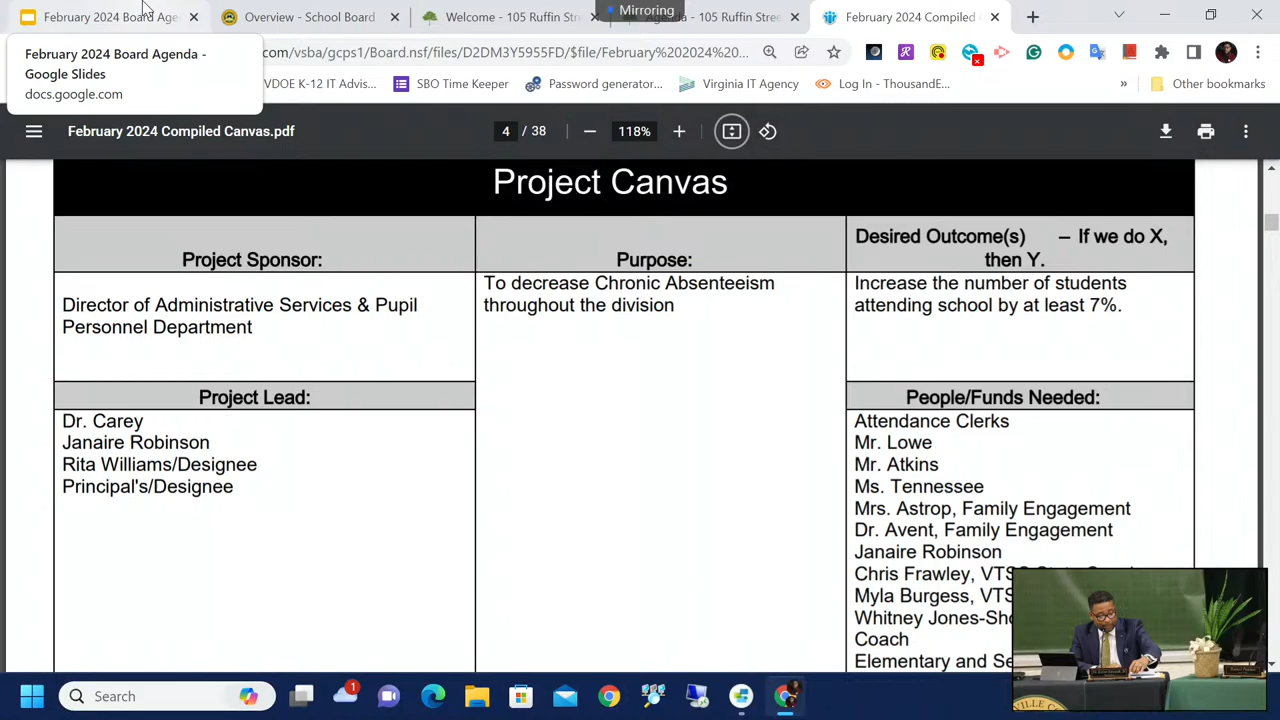 February 2024 Board Age
Overview - School Board
Welcome - 105 Ruffin Str
Mirroring
Agenda - 105 Ruffin Stre
February 2024 Compiled
February 2024 Board Agenda -
Google Slides
docs.google.com
com/vsba/gcps1/Board.nsf/files/D2DM3Y5955FD/$file/February%202024%20...
VDOE K-12 IT Advis...
SBO Time Keeper
Password generator...
Virginia IT Agency
Log In - ThousandE...
»
Other bookmarks
February 2024 Compiled Canvas.pdf
4 / 38
118%
Project Canvas
Project Sponsor:
Purpose:
Desired Outcome(s) – If we do X,
then Y.
Director of Administrative Services & Pupil
Personnel Department
To decrease Chronic Absenteeism
throughout the division
Increase the number of students
attending school by at least 7%.
Project Lead:
People/Funds Needed:
Dr. Carey
Janaire Robinson
Rita Williams/Designee
Principal's/Designee
Attendance Clerks
Mr. Lowe
Mr. Atkins
Ms. Tennessee
Mrs. Astrop, Family Engagement
Dr. Avent, Family Engagement
Janaire Robinson
Chris Frawley,
Myla Burgess, VTS
Whitney
Coach
Elementary and
Search
1